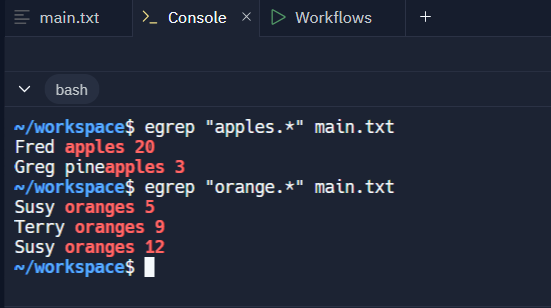 main.txt Console × Workflows +
bash
~/workspace$ egrep "apples.*" main.txt
Fred apples 20
Greg pineapples 3
~/workspace$ egrep "orange.*" main.txt
Susy oranges 5
Terry oranges 9
Susy oranges 12
~/workspace$